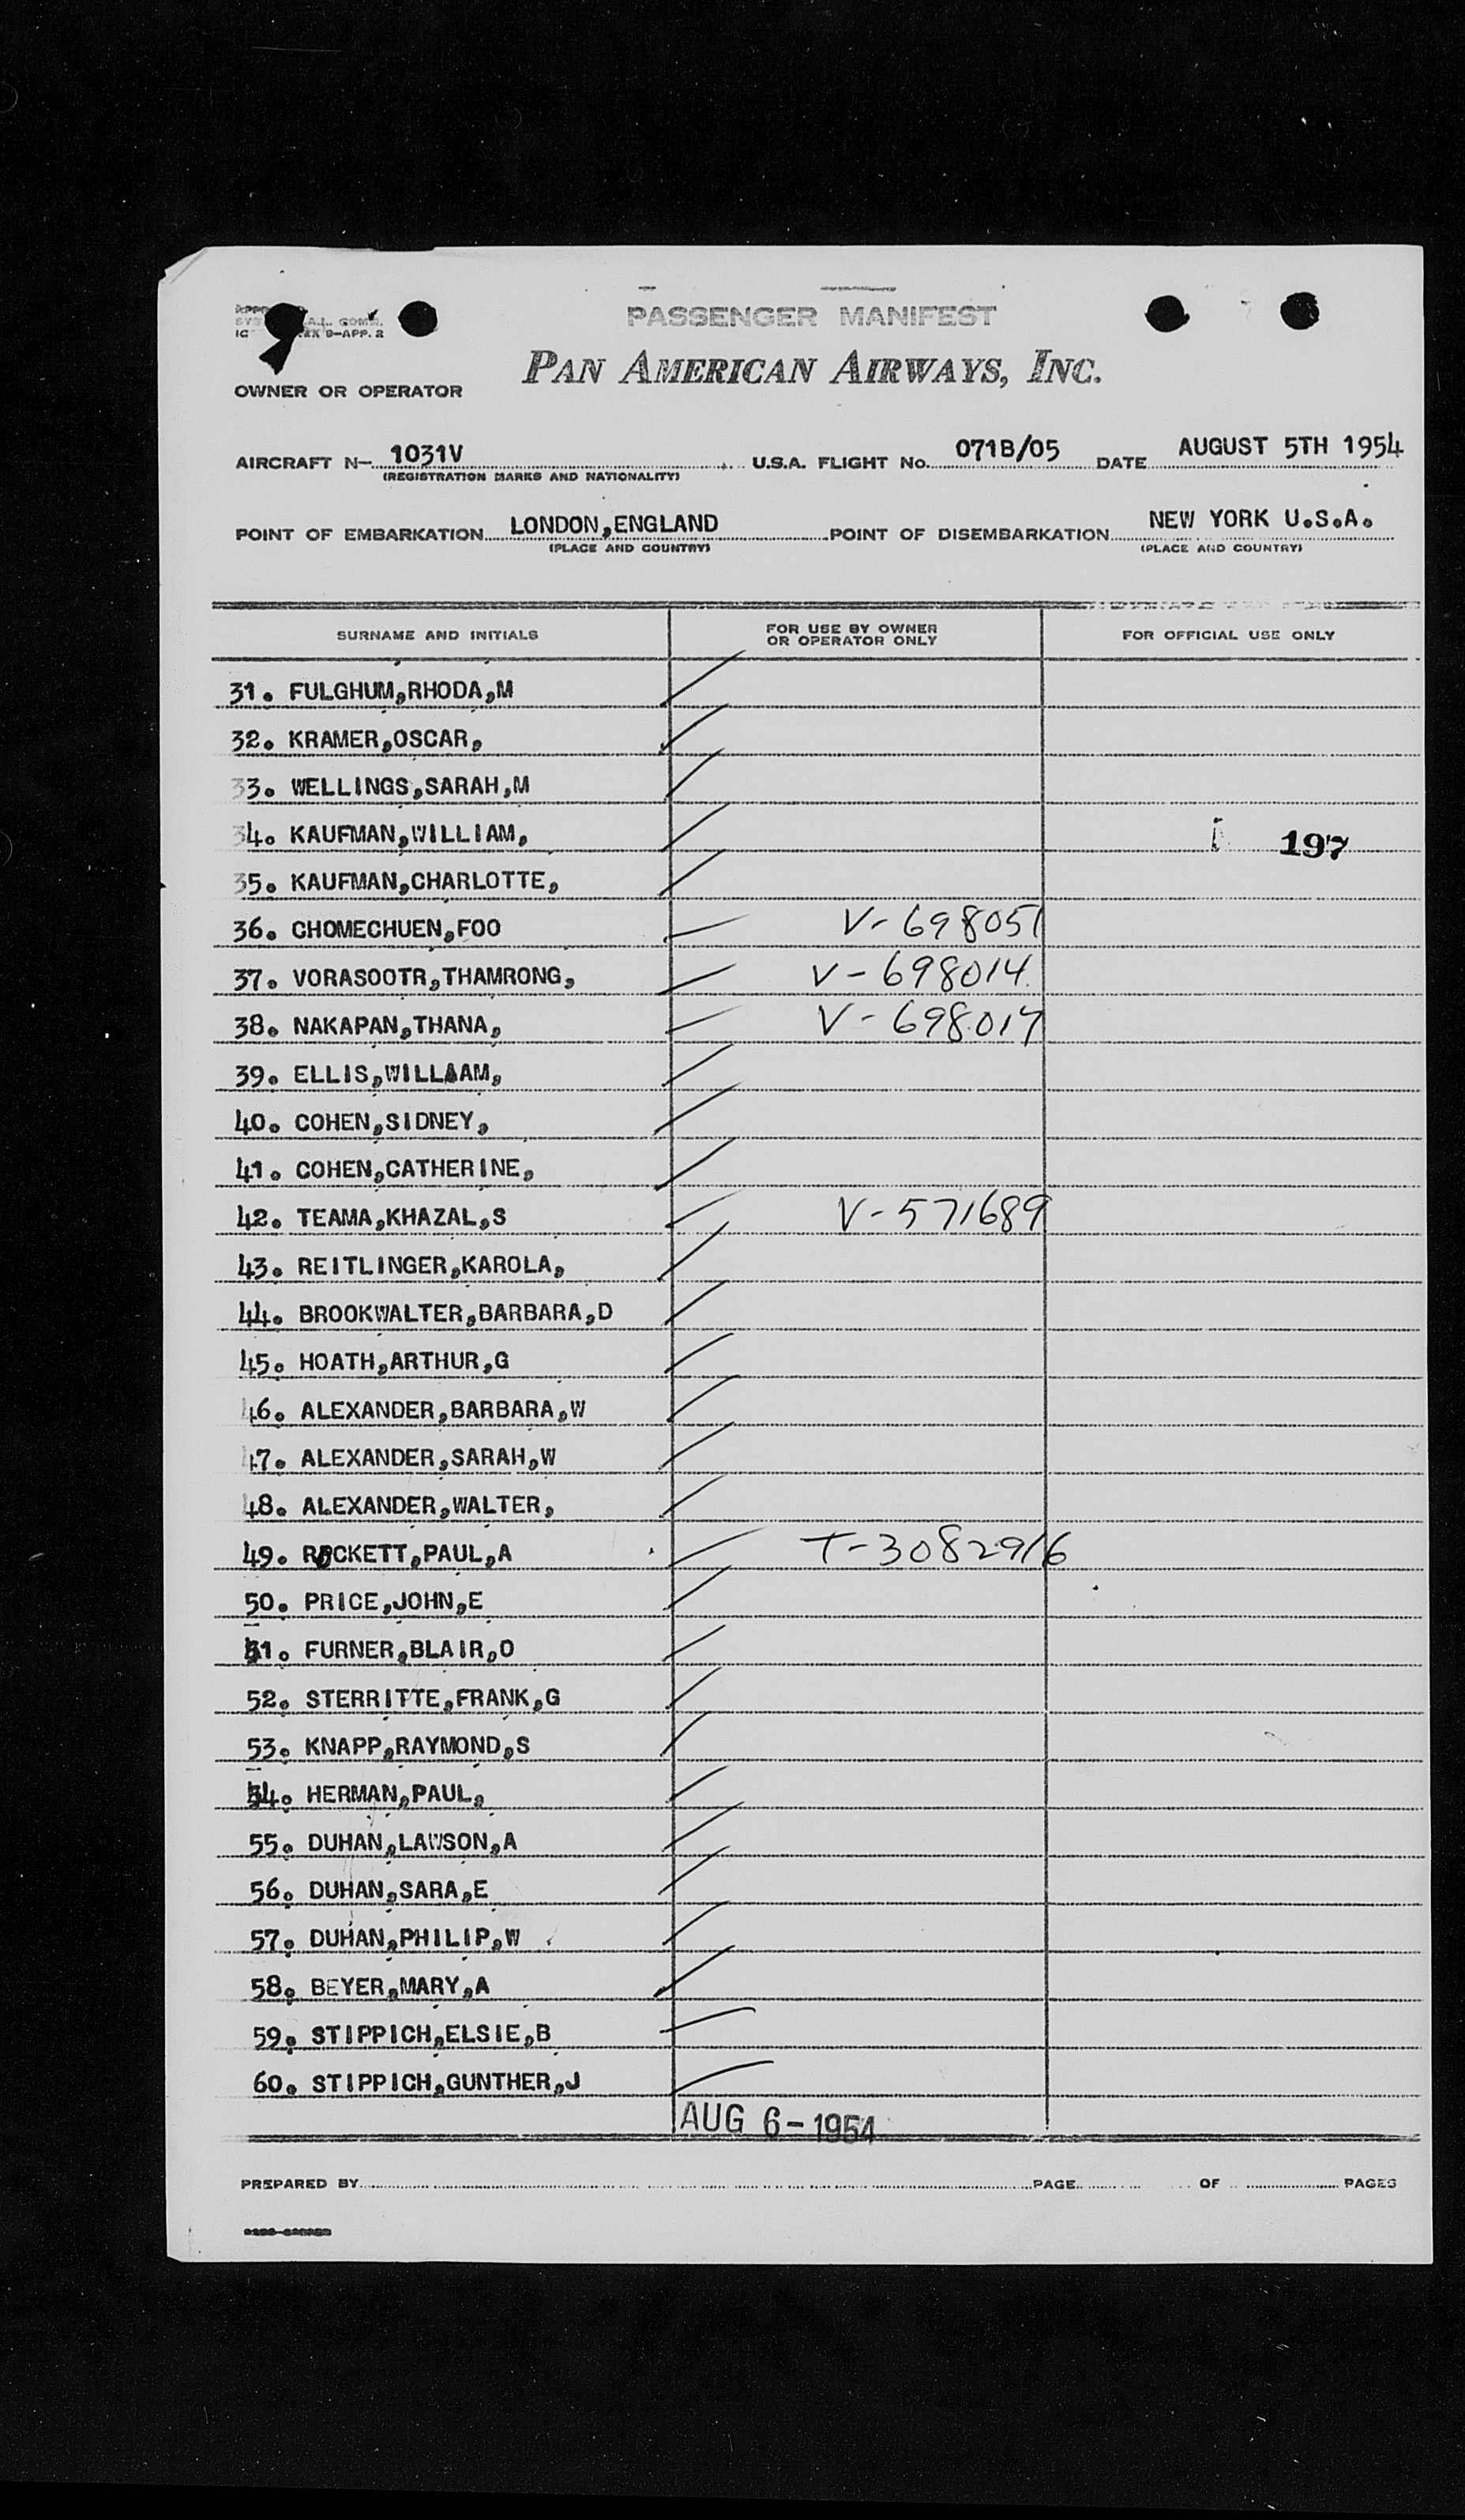 PASSENGER MANIFEST
PAN AMERICAN AIRWAYS, INC.
OWNER OR OPERATOR
AIRCRAFT N- 1031V U.S.A. FLIGHT No. 071B/05 DATE AUGUST 5TH 1954
(REGISTRATION MARKS AND NATIONALITY)
POINT OF EMBARKATION LONDON,ENGLAND POINT OF DISEMBARKATION NEW YORK U.S.A.
(PLACE AND COUNTRY) (PLACE AND COUNTRY)
SURNAME AND INITIALS FOR USE BY OWNER OR OPERATOR ONLY FOR OFFICIAL USE ONLY
31. FULGHUM,RHODA,M
32. KRAMER,OSCAR,
33. WELLINGS,SARAH,M
34. KAUFMAN,WILLIAM, 197
35. KAUFMAN,CHARLOTTE,
36. CHOMECHUEN,FOO V-698051
37. VORASOOTR,THAMRONG, V-698014
38. NAKAPAN,THANA, V-698017
39. ELLIS,WILLIAM,
40. COHEN,SIDNEY,
41. COHEN,CATHERINE,
42. TEAMA,KHAZAL,S V-571689
43. REITLINGER,KAROLA,
44. BROOKWALTER,BARBARA,D
45. HOATH,ARTHUR,G
46. ALEXANDER,BARBARA,W
47. ALEXANDER,SARAH,W
48. ALEXANDER,WALTER,
49. ROCKETT,PAUL,A T-3082916
50. PRICE,JOHN,E
51. FURNER,BLAIR,O
52. STERRITTE,FRANK,G
53. KNAPP,RAYMOND,S
54. HERMAN,PAUL,
55. DUHAN,LAWSON,A
56. DUHAN,SARA,E
57. DUHAN,PHILIP,W
58. BEYER,MARY,A
59. STIPPICH,ELSIE,B
60. STIPPICH,GUNTHER,J
AUG 6-1954
PREPARED BY PAGE OF PAGES